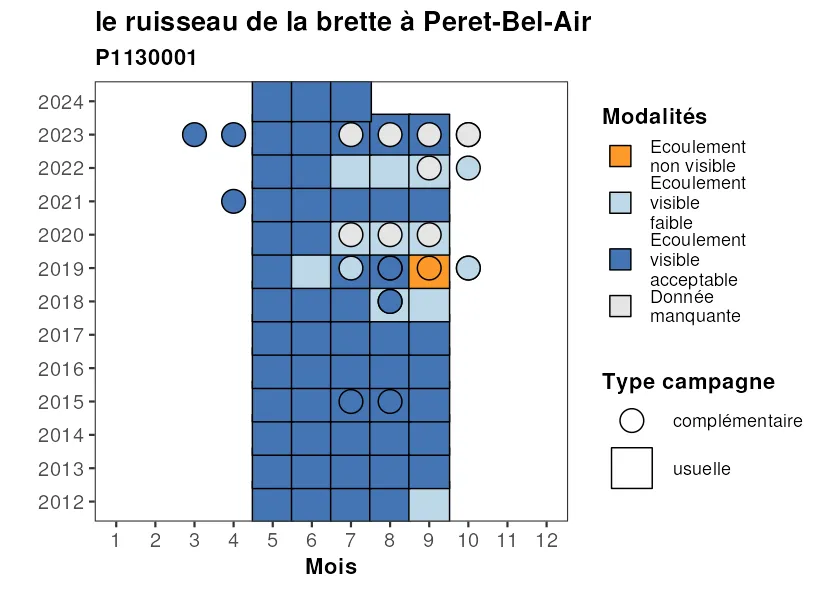 le ruisseau de la brette à Peret-Bel-Air
P1130001
2024
2023
2022
2021
2020
2019
2018
2017
2016
2015
2014
2013
2012
1 2 3 4 5 6 7 8 9 10 11 12
Mois
Modalités
Ecoulement
non visible
Ecoulement
visible
faible
Ecoulement
visible
acceptable
Donnée
manquante
Type campagne
complémentaire
usuelle